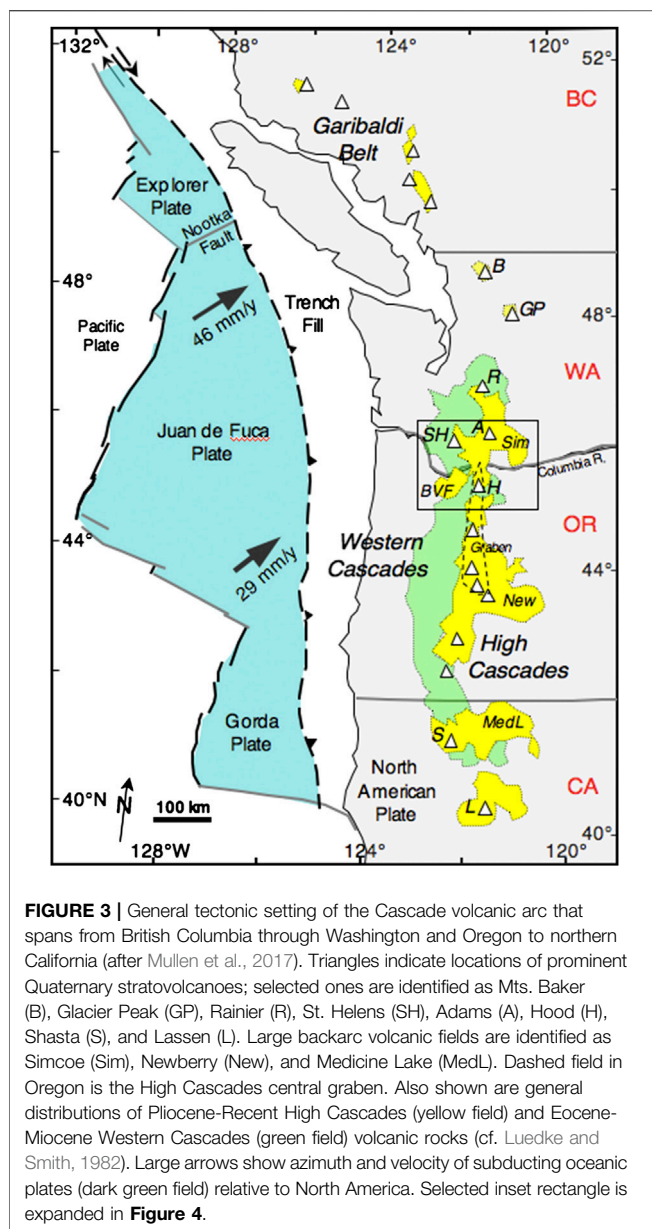 132°
128°
124°
120°
52°
BC
Garibaldi
Belt
Explorer
Plate
Nootka
Fault
48°
46 mm/y
Trench
Fill
Pacific
Plate
B
GP
48°
WA
R
Juan de Fuca
Plate
SH
A
Sim
Columbia R.
BVF
H
OR
44°
29 mm/y
Western
Cascades
Graben
44°
New
High
Cascades
Gorda
Plate
S
MedL
North
American
Plate
CA
L
40°N
N
100 km
40°
128°W
124°
120°
FIGURE 3 | General tectonic setting of the Cascade volcanic arc that
spans from British Columbia through Washington and Oregon to northern
California (after Mullen et al., 2017). Triangles indicate locations of prominent
Quaternary stratovolcanoes; selected ones are identified as Mts. Baker
(B), Glacier Peak (GP), Rainier (R), St. Helens (SH), Adams (A), Hood (H),
Shasta (S), and Lassen (L). Large backarc volcanic fields are identified as
Simcoe (Sim), Newberry (New), and Medicine Lake (MedL). Dashed field in
Oregon is the High Cascades central graben. Also shown are general
distributions of Pliocene-Recent High Cascades (yellow field) and Eocene-
Miocene Western Cascades (green field) volcanic rocks (cf. Luedke and
Smith, 1982). Large arrows show azimuth and velocity of subducting oceanic
plates (dark green field) relative to North America. Selected inset rectangle is
expanded in Figure 4.